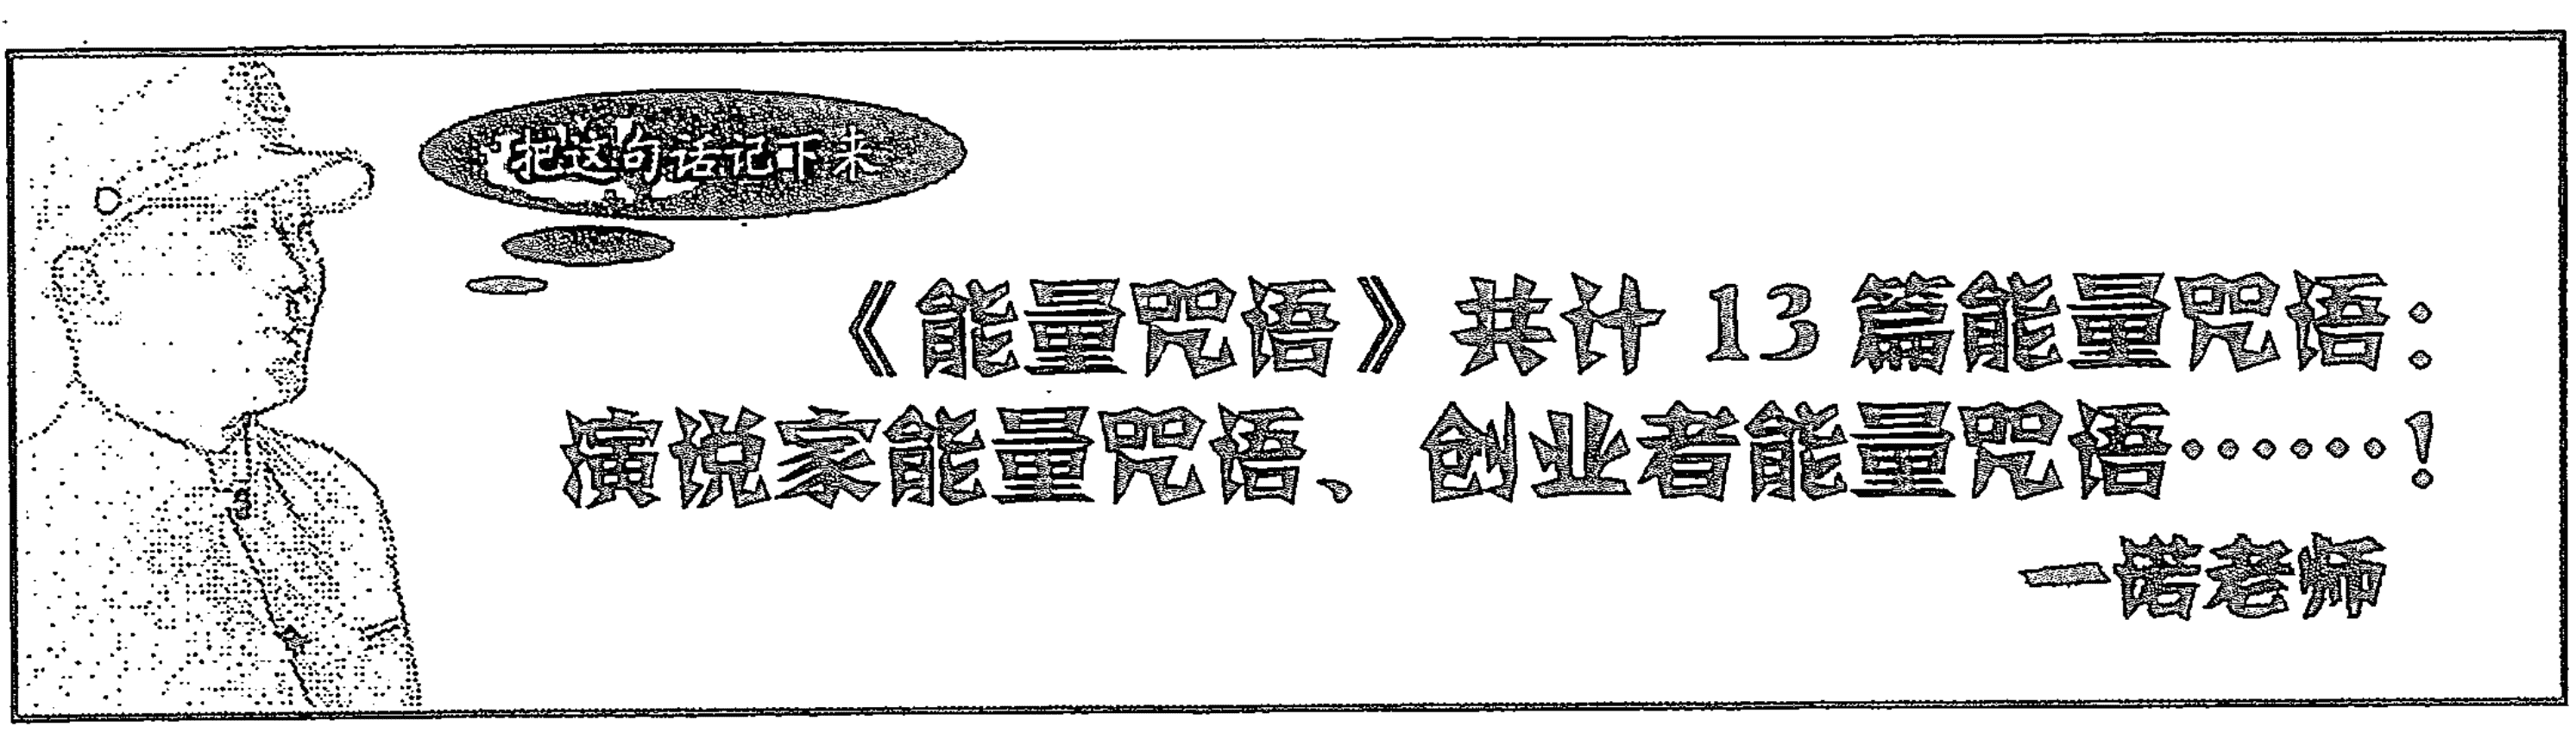 把这句话记下来
《能量咒语》共计 13 篇能量咒语：
演说家能量咒语、创业者能量咒语……！
一诺老师